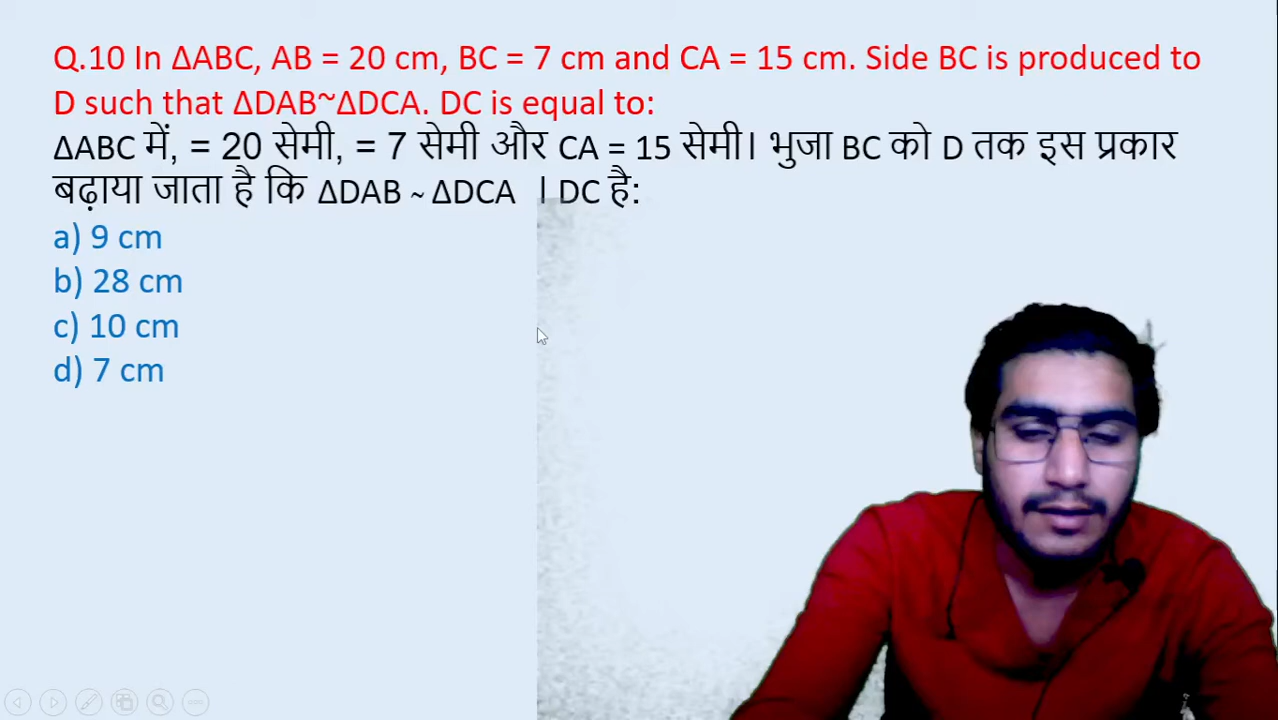 Q.10 In ΔABC, AB = 20 cm, BC = 7 cm and CA = 15 cm. Side BC is produced to
D such that ΔDAB~ΔDCA. DC is equal to:
ΔABC में, = 20 सेमी, = 7 सेमी और CA = 15 सेमी। भुजा BC को D तक इस प्रकार
बढ़ाया जाता है कि ΔDAB ~ ΔDCA । DC है:
a) 9 cm
b) 28 cm
c) 10 cm
d) 7 cm